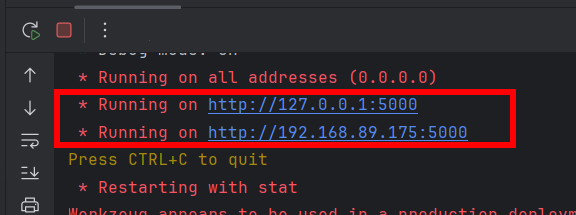 Debug mode: on
* Running on all addresses (0.0.0.0)
* Running on http://127.0.0.1:5000
* Running on http://192.168.89.175:5000
Press CTRL+C to quit
* Restarting with stat
Werkzeug appears to be used in a production deploym